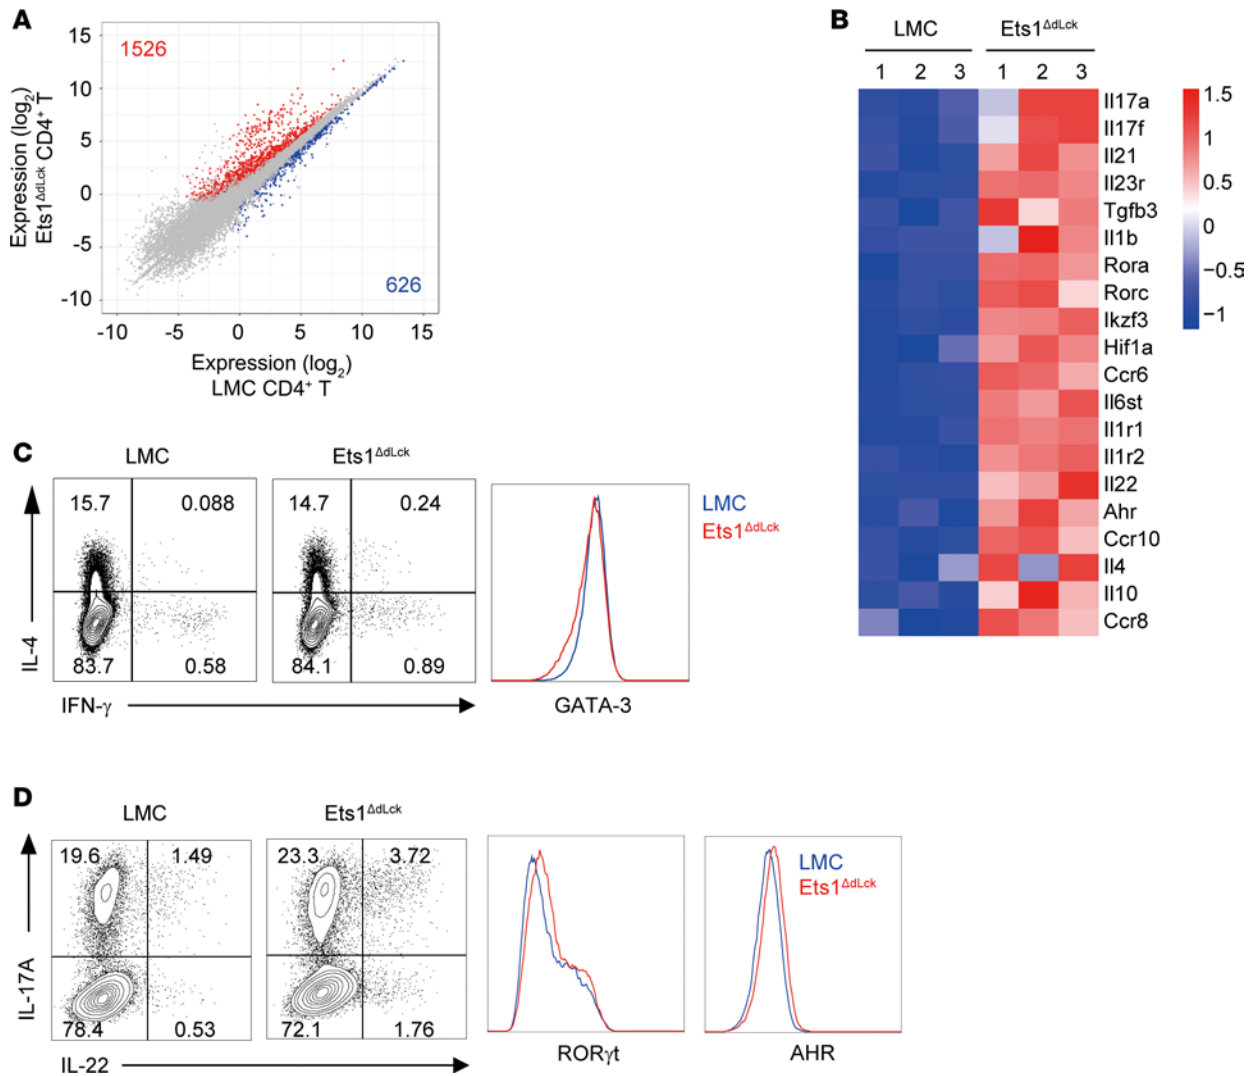 A
1526
626
15
10
5
0
-5
-10
-10
-5
0
5
10
15
Expression (log2)
Ets1ΔdLck CD4+ T
Expression (log2)
LMC CD4+ T
B
LMC
Ets1ΔdLck
1 2 3 1 2 3
Il17a
Il17f
Il21
Il23r
Tgfb3
Il1b
Rora
Rorc
Ikzf3
Hif1a
Ccr6
Il6st
Il1r1
Il1r2
Il22
Ahr
Ccr10
Il4
Il10
Ccr8
1.5
1
0.5
0
−0.5
−1
C
LMC
Ets1ΔdLck
15.7
0.088
83.7
0.58
14.7
0.24
84.1
0.89
IL-4
IFN-γ
LMC
Ets1ΔdLck
GATA-3
D
LMC
Ets1ΔdLck
19.6
1.49
78.4
0.53
23.3
3.72
72.1
1.76
IL-17A
IL-22
RORγt
LMC
Ets1ΔdLck
AHR